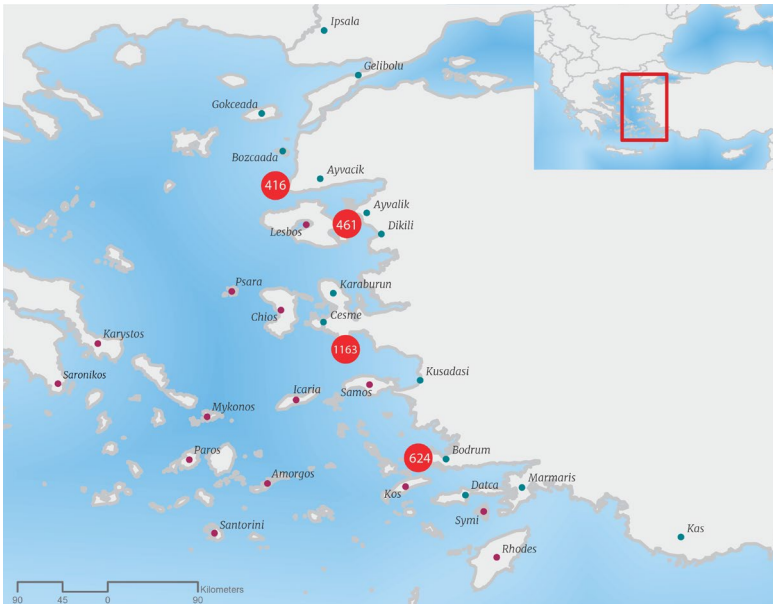 Ipsala
Gelibolu
Gokceada
Bozcaada
Ayvacik
416
Ayvalik
461
Lesbos
Dikili
Psara
Karaburun
Chios
Cesme
Karystos
1163
Saronikos
Kusadasi
Icaria
Samos
Mykonos
Paros
624
Bodrum
Amorgos
Kos
Datca
Marmaris
Symi
Santorini
Kas
Rhodes
Kilometers
90 45 0 90